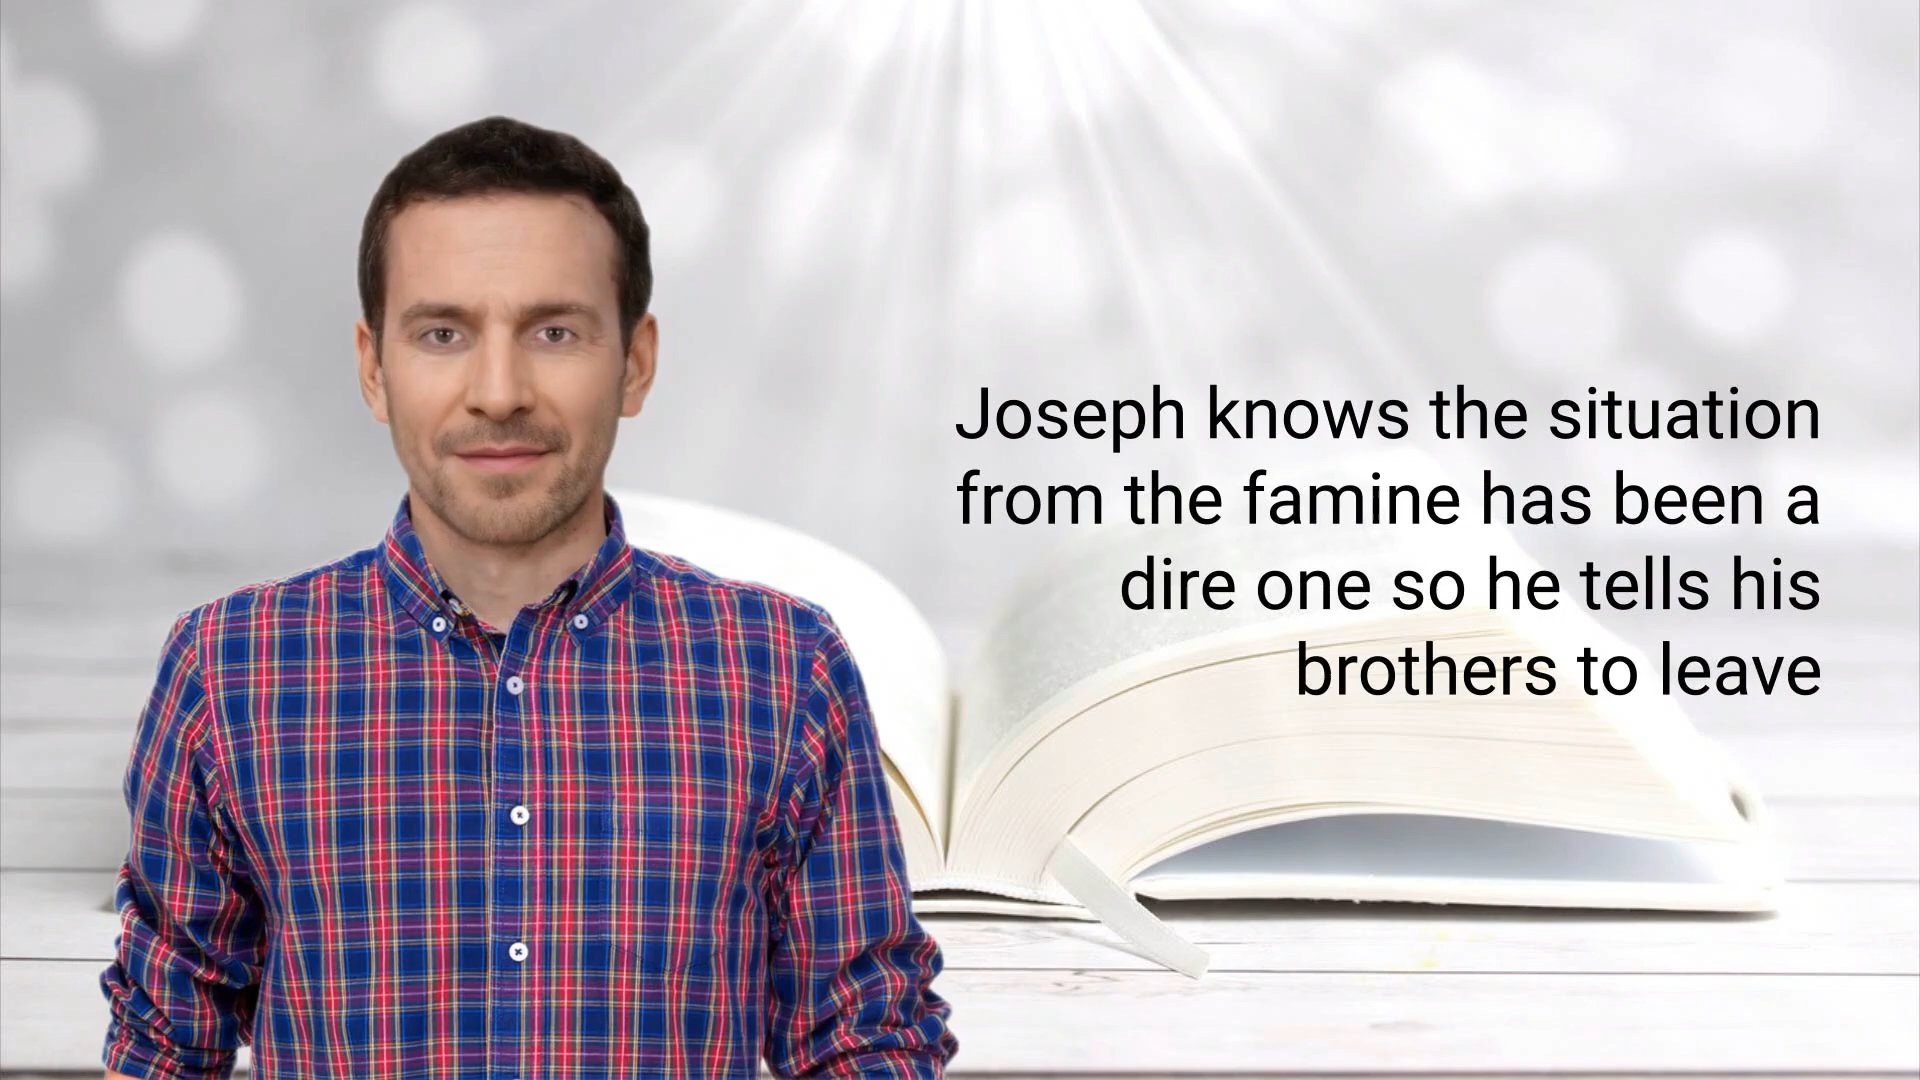 Joseph knows the situation
from the famine has been a
dire one so he tells his
brothers to leave